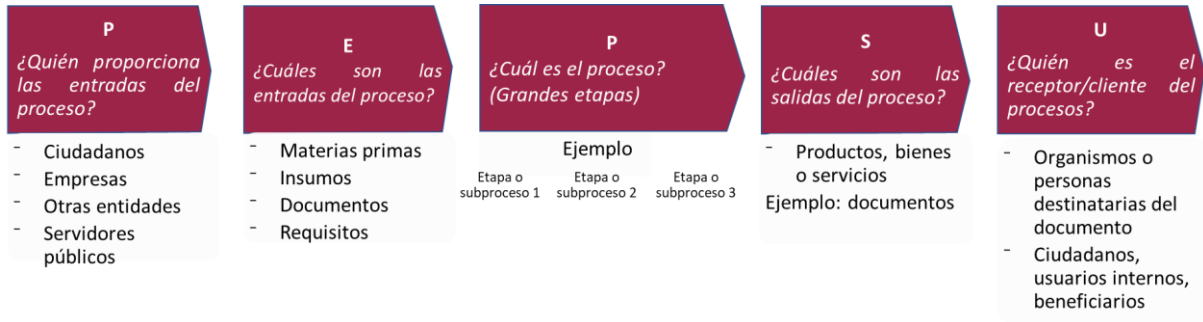 P
¿Quién proporciona
las entradas del
proceso?
- Ciudadanos
- Empresas
- Otras entidades
- Servidores
públicos
E
¿Cuáles son las
entradas del proceso?
- Materias primas
- Insumos
- Documentos
- Requisitos
P
¿Cuál es el proceso?
(Grandes etapas)
Ejemplo
Etapa o
subproceso 1
Etapa o
subproceso 2
Etapa o
subproceso 3
S
¿Cuáles son las
salidas del proceso?
- Productos, bienes
o servicios
Ejemplo: documentos
U
¿Quién es el
receptor/cliente del
procesos?
- Organismos o
personas
destinatarias del
documento
- Ciudadanos,
usuarios internos,
beneficiarios